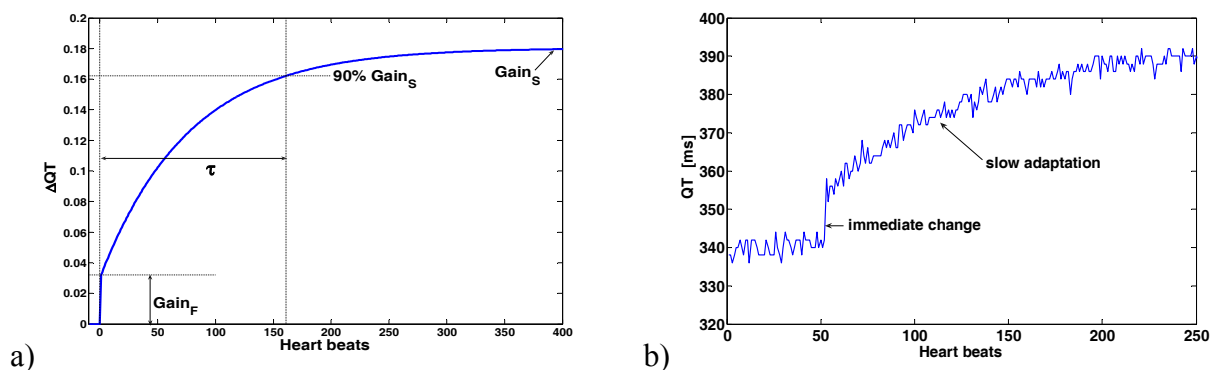 0.2
0.18
0.16
0.14
0.12
0.1
0.08
0.06
0.04
0.02
0
ΔQT
90% Gain_S
Gain_S
τ
Gain_F
0 50 100 150 200 250 300 350 400
Heart beats
a)
400
390
380
370
360
350
340
330
320
QT [ms]
slow adaptation
immediate change
0 50 100 150 200 250
Heart beats
b)